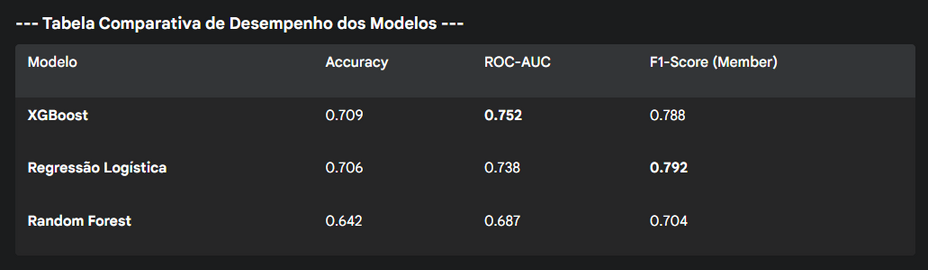 --- Tabela Comparativa de Desempenho dos Modelos ---
Modelo Accuracy ROC-AUC F1-Score (Member)
XGBoost 0.709 0.752 0.788
Regressão Logística 0.706 0.738 0.792
Random Forest 0.642 0.687 0.704